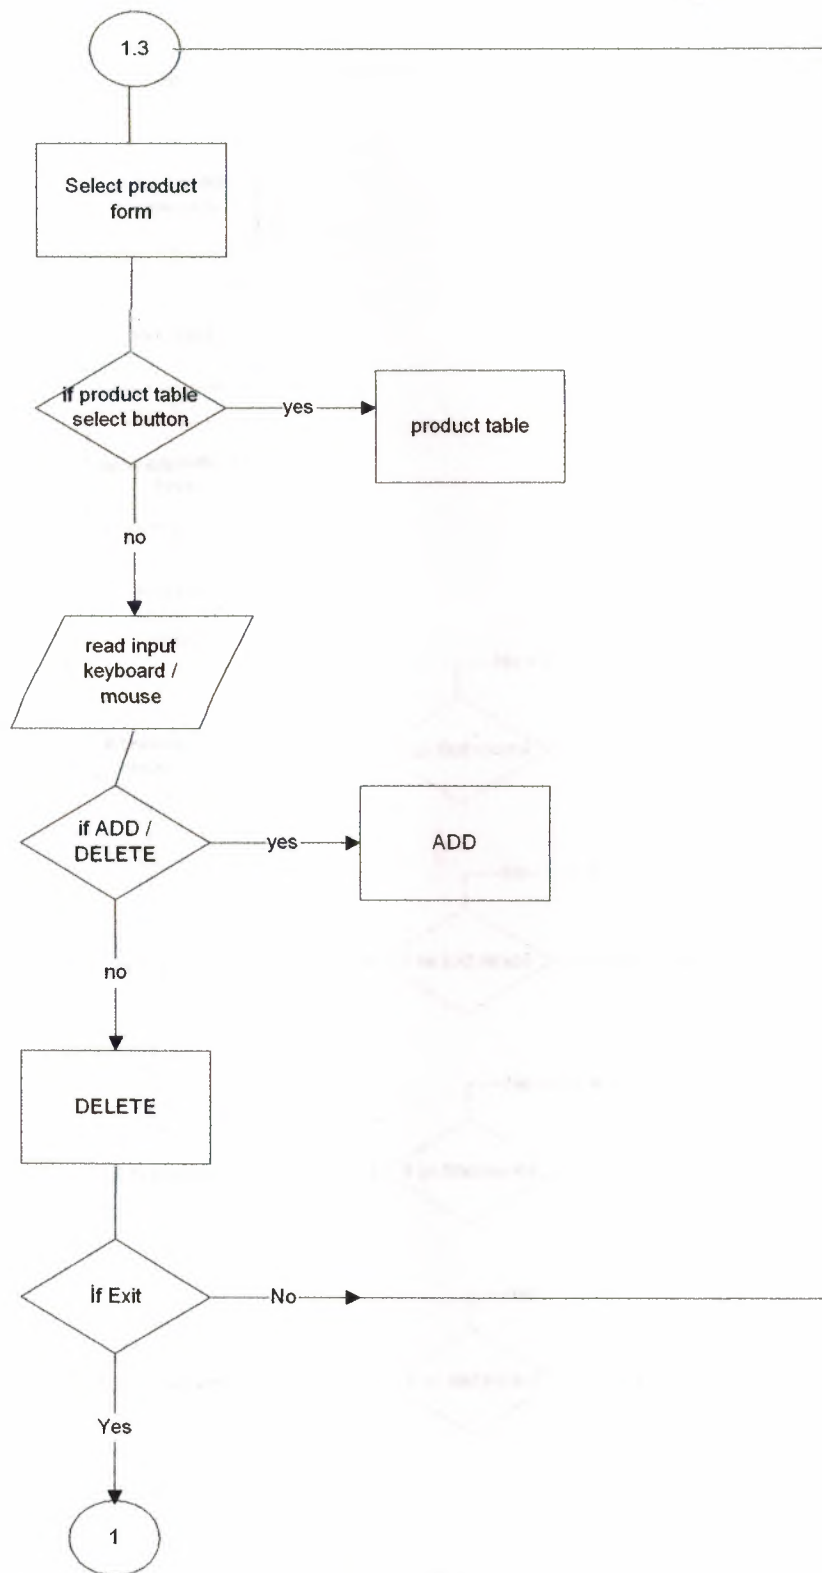 1.3
Select product
form
if product table
select button
yes
product table
no
read input
keyboard /
mouse
if ADD /
DELETE
yes
ADD
no
DELETE
İf Exit
No
Yes
1